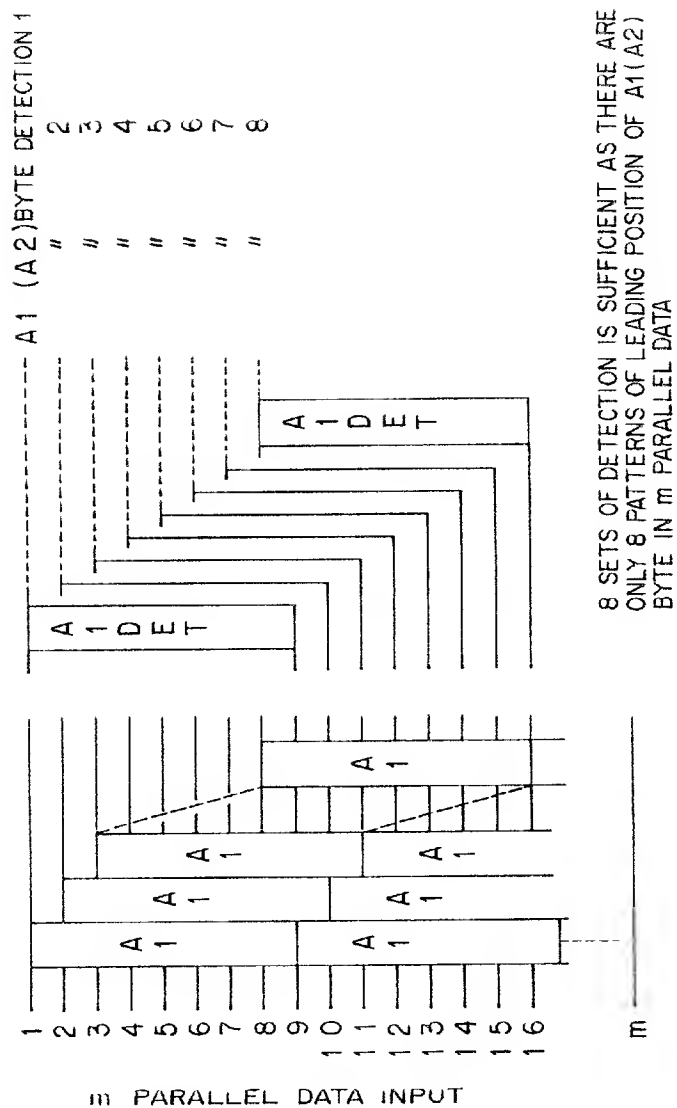 m PARALLEL DATA INPUT
1
2
3
4
5
6
7
8
9
10
11
12
13
14
15
16
m
A1
A1
A1
A1
A1
A1
A1
A1DET
A1DET
A1 (A2)BYTE DETECTION 1
〃 2
〃 3
〃 4
〃 5
〃 6
〃 7
〃 8
8 SETS OF DETECTION IS SUFFICIENT AS THERE ARE
ONLY 8 PATTERNS OF LEADING POSITION OF A1(A2)
BYTE IN m PARALLEL DATA